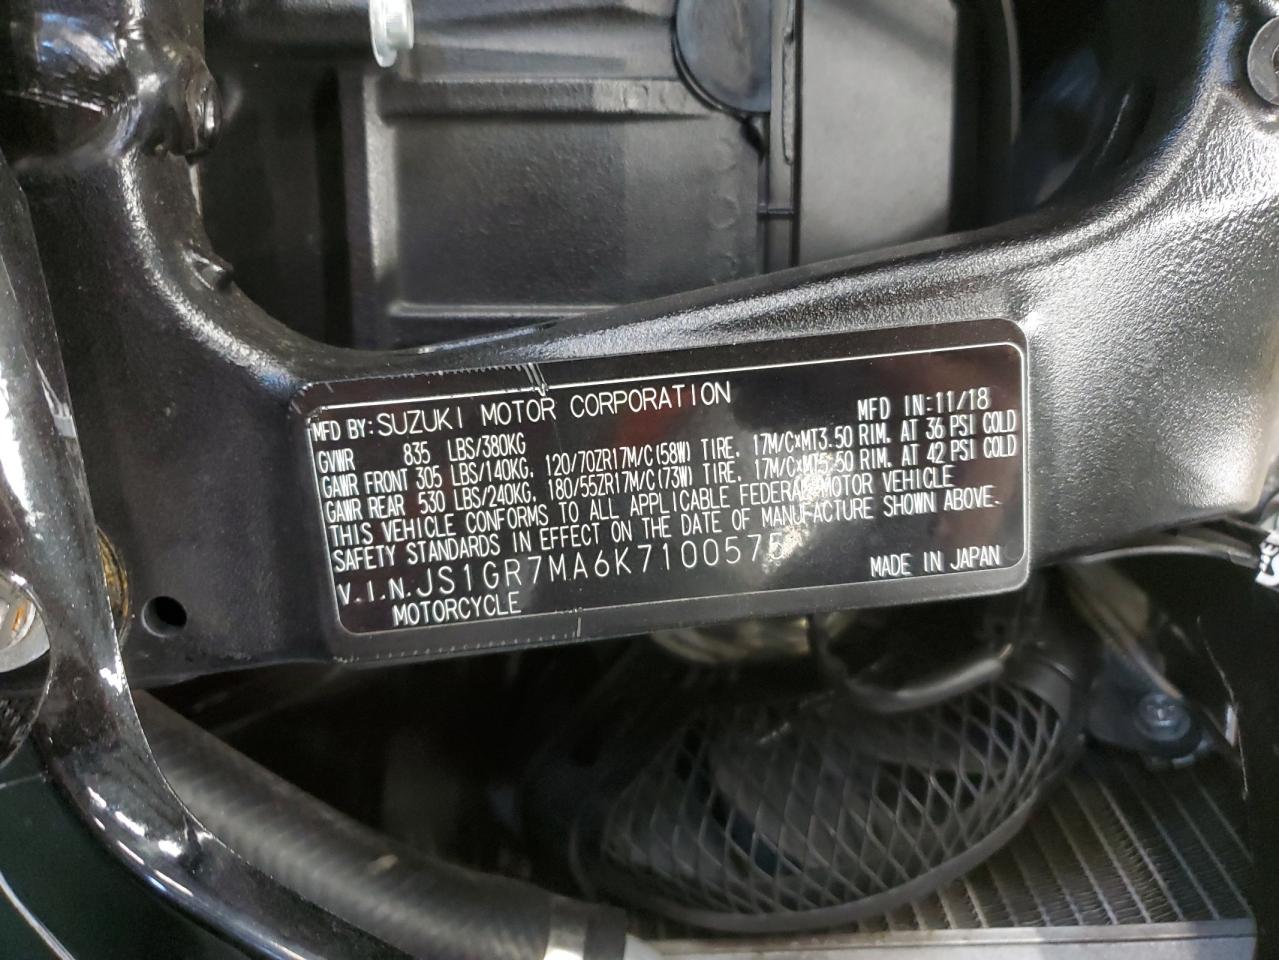 MFD BY: SUZUKI MOTOR CORPORATION
MFD IN: 11/18
GVWR 835 LBS/380KG
GAWR FRONT 305 LBS/140KG, 120/70ZR17M/C(58W) TIRE, 17M/C×MT3.50 RIM, AT 36 PSI COLD
GAWR REAR 530 LBS/240KG, 180/55ZR17M/C(73W) TIRE, 17M/C×MT5.50 RIM, AT 42 PSI COLD
THIS VEHICLE CONFORMS TO ALL APPLICABLE FEDERAL MOTOR VEHICLE
SAFETY STANDARDS IN EFFECT ON THE DATE OF MANUFACTURE SHOWN ABOVE.
V.I.N. JS1GR7MA6K7100575
MOTORCYCLE
MADE IN JAPAN